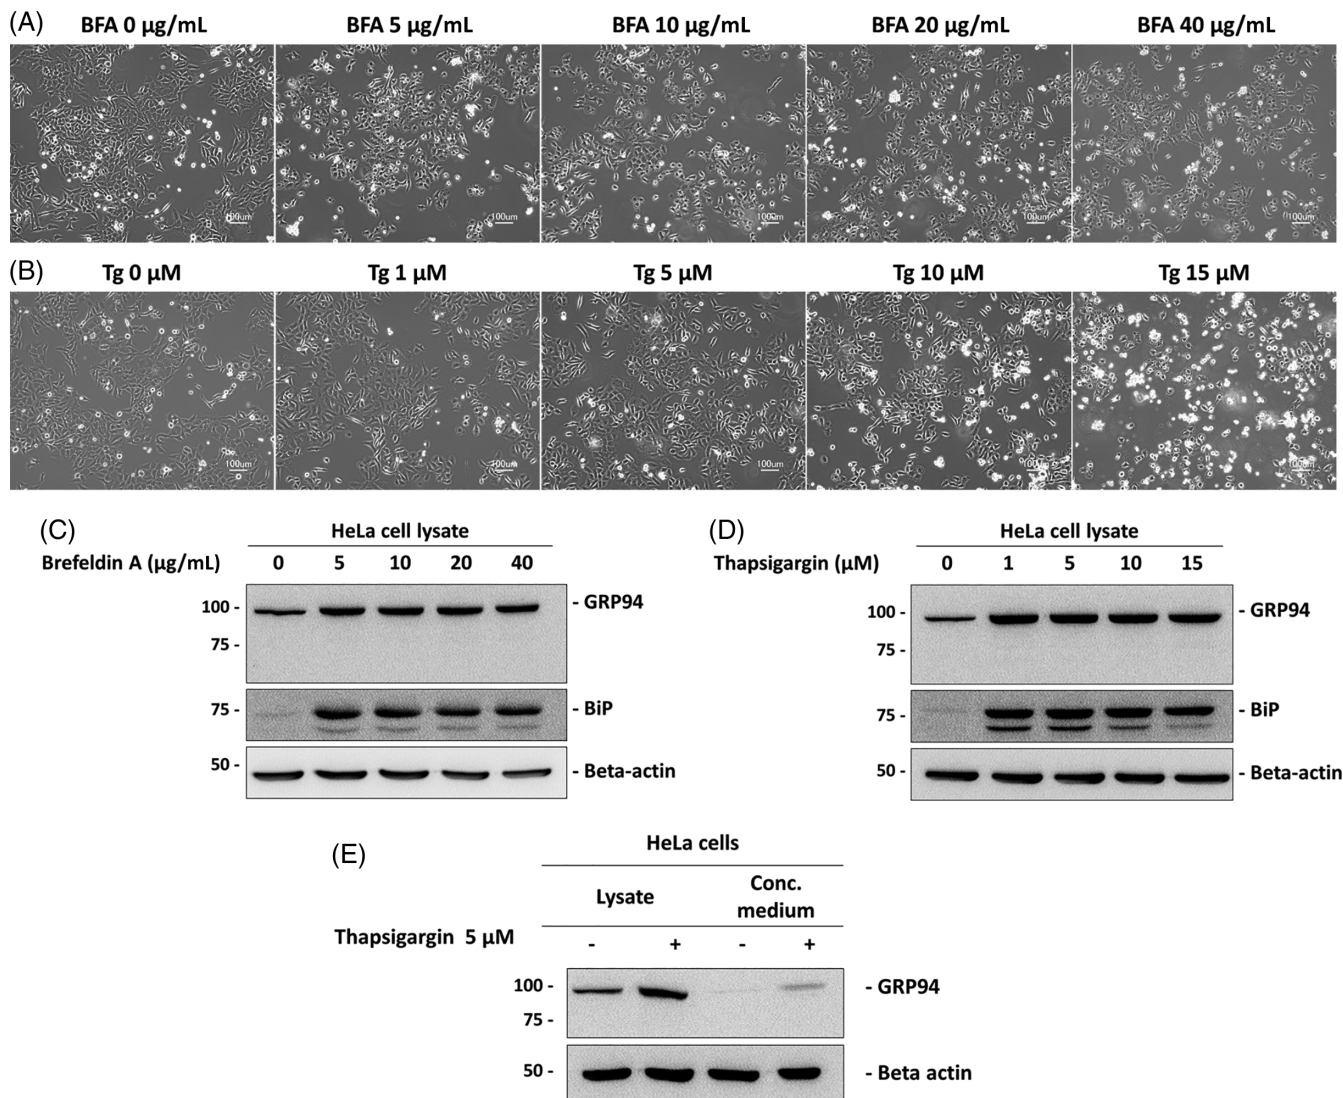 (A)
BFA 0 μg/mL BFA 5 μg/mL BFA 10 μg/mL BFA 20 μg/mL BFA 40 μg/mL
100um 100um 100um 100um 100um
(B)
Tg 0 μM Tg 1 μM Tg 5 μM Tg 10 μM Tg 15 μM
100um 100um 100um 100um 100um
(C)
HeLa cell lysate
Brefeldin A (μg/mL) 0 5 10 20 40
100 - - GRP94
75 -
75 - - BiP
50 - - Beta-actin
(D)
HeLa cell lysate
Thapsigargin (μM) 0 1 5 10 15
100 - - GRP94
75 -
75 - - BiP
50 - - Beta-actin
(E)
HeLa cells
Lysate Conc.
medium
Thapsigargin 5 μM - + - +
100 - - GRP94
75 -
50 - - Beta actin